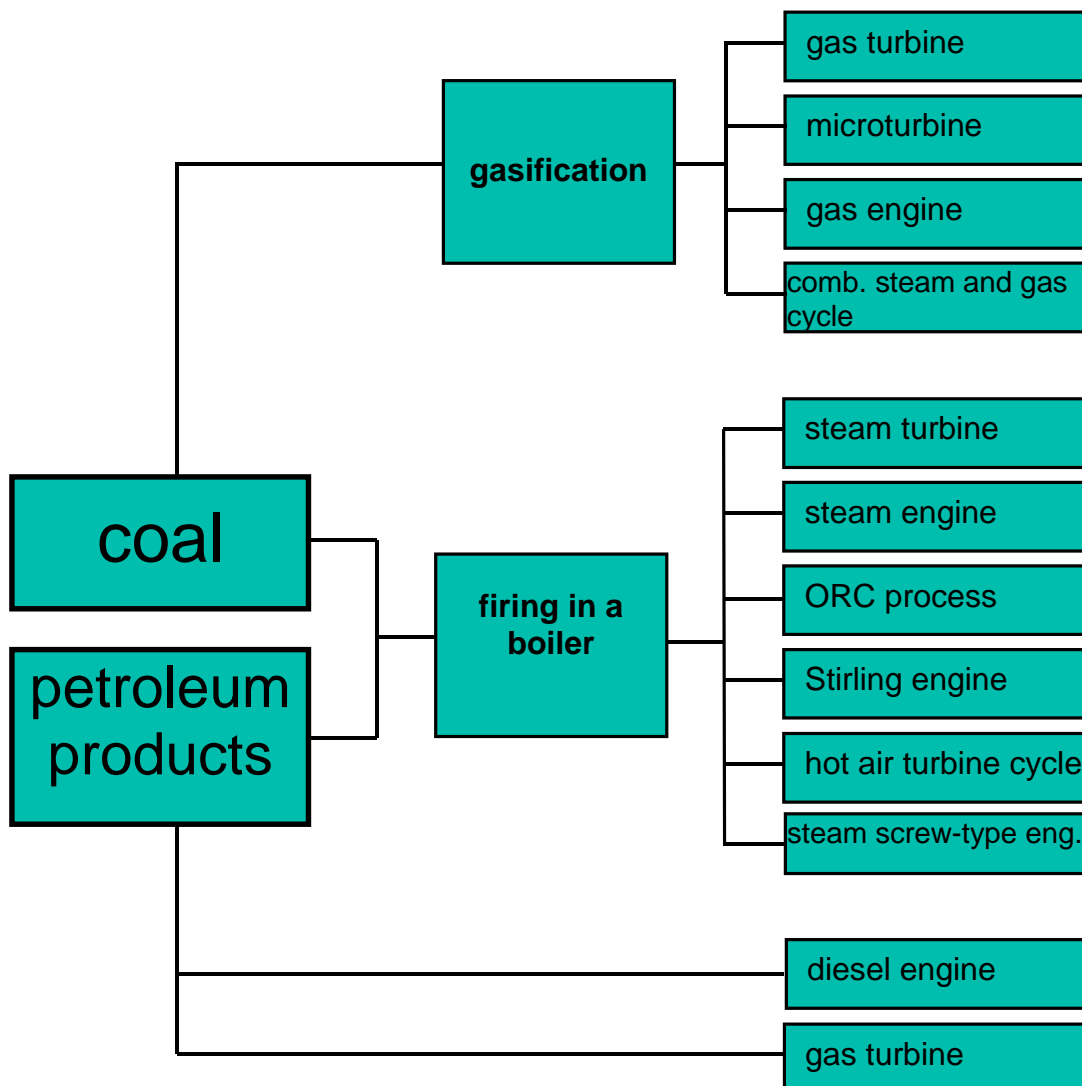 gas turbine
microturbine
gasification
gas engine
comb. steam and gas
cycle
steam turbine
coal
steam engine
firing in a
boiler
ORC process
petroleum
products
Stirling engine
hot air turbine cycle
steam screw-type eng.
diesel engine
gas turbine